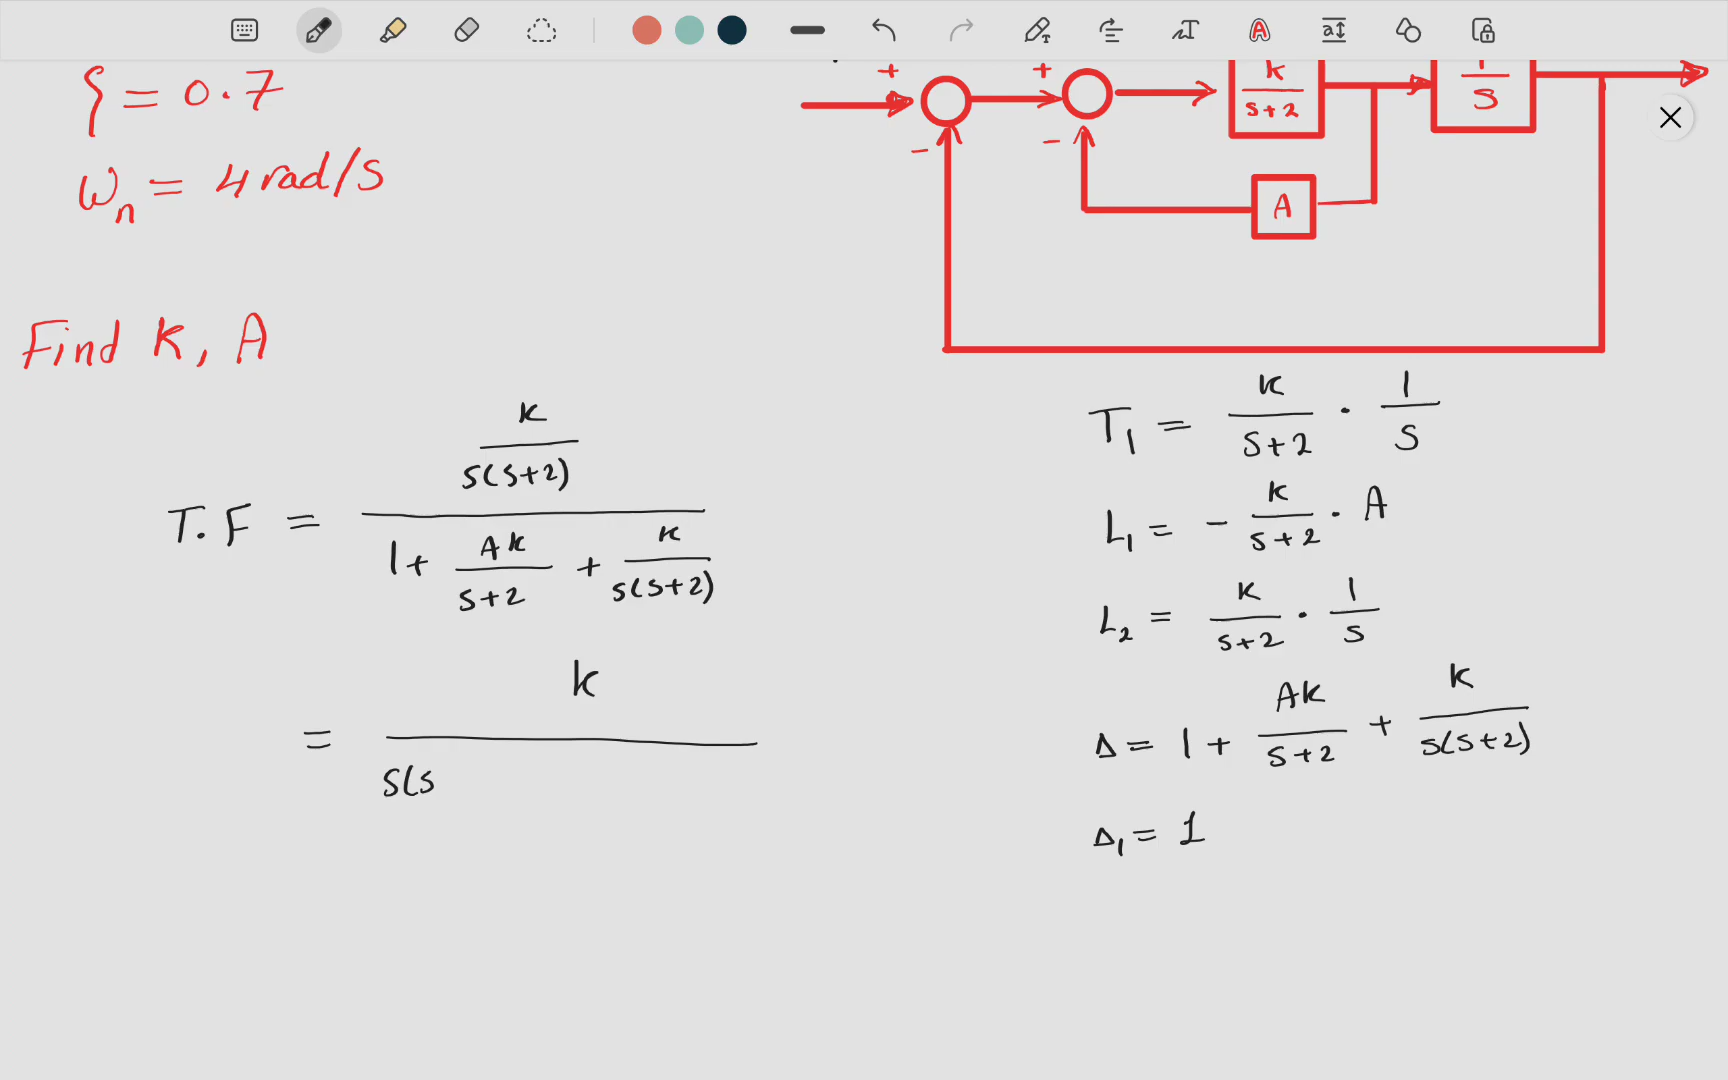 ζ = 0.7
ωn = 4 rad/s
Find K, A
+ + K/(s+2) 1/s
- -
A
T.F = (K/(s(s+2))) / (1 + AK/(s+2) + K/(s(s+2)))
= K / (s(s
T1 = K/(s+2) · 1/s
L1 = - K/(s+2) · A
L2 = K/(s+2) · 1/s
Δ = 1 + AK/(s+2) + K/(s(s+2))
Δ1 = 1